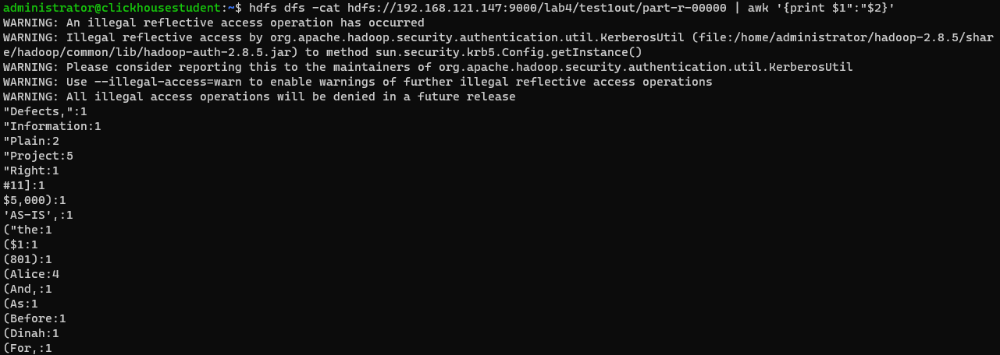 administrator@clickhousestudent:~$ hdfs dfs -cat hdfs://192.168.121.147:9000/lab4/test1out/part-r-00000 | awk '{print $1":"$2}'
WARNING: An illegal reflective access operation has occurred
WARNING: Illegal reflective access by org.apache.hadoop.security.authentication.util.KerberosUtil (file:/home/administrator/hadoop-2.8.5/shar
e/hadoop/common/lib/hadoop-auth-2.8.5.jar) to method sun.security.krb5.Config.getInstance()
WARNING: Please consider reporting this to the maintainers of org.apache.hadoop.security.authentication.util.KerberosUtil
WARNING: Use --illegal-access=warn to enable warnings of further illegal reflective access operations
WARNING: All illegal access operations will be denied in a future release
"Defects,":1
"Information:1
"Plain:2
"Project:5
"Right:1
#11]:1
$5,000):1
'AS-IS',:1
("the:1
($1:1
(801):1
(Alice:4
(And,:1
(As:1
(Before:1
(Dinah:1
(For,:1